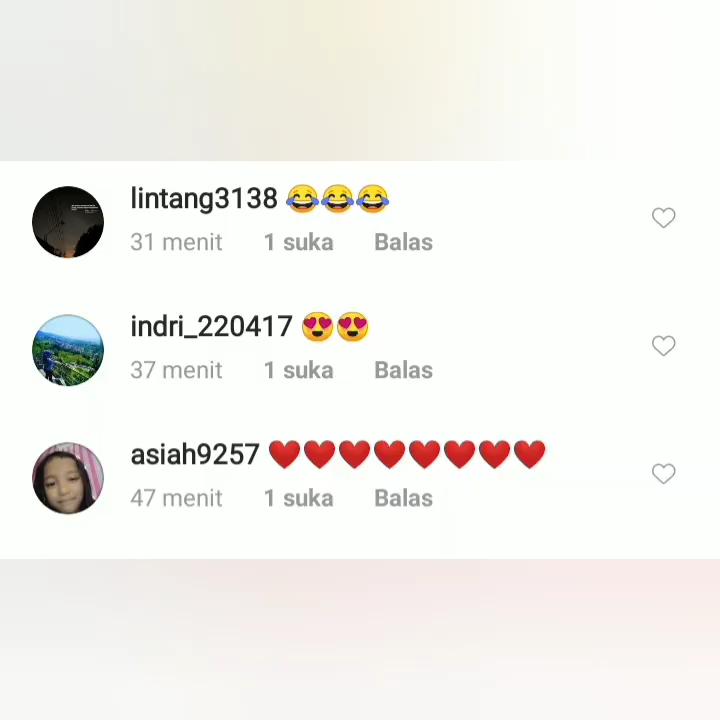 lintang3138 😂😂😂
31 menit 1 suka Balas
indri_220417 😍😍
37 menit 1 suka Balas
asiah9257 ❤️❤️❤️❤️❤️❤️❤️❤️
47 menit 1 suka Balas